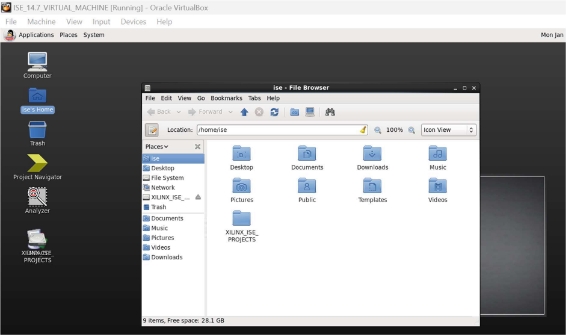 ISE_14.7_VIRTUAL_MACHINE [Running] - Oracle VirtualBox
File Machine View Input Devices Help
Applications Places System Mon Jan
Computer
ise's Home
Trash
Project Navigator
Analyzer
PROJECTS
ise - File Browser
File Edit View Go Bookmarks Tabs Help
Back Forward
Location: /home/ise 100% Icon View
Places
ise
Desktop
File System
Network
XILINX_ISE_...
Trash
Documents
Music
Pictures
Videos
Downloads
Desktop Documents Downloads Music
Pictures Public Templates Videos
XILINX_ISE_
PROJECTS
9 items, Free space: 28.1 GB